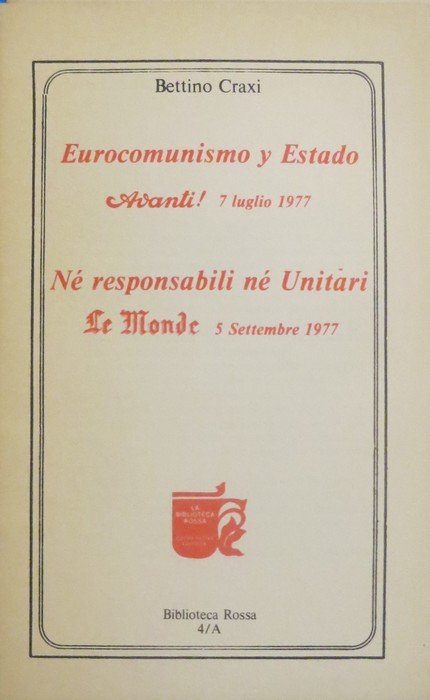 Bettino Craxi
Eurocomunismo y Estado
Avanti! 7 luglio 1977
Né responsabili né Unitari
Le Monde 5 Settembre 1977
LA
BIBLIOTECA
ROSSA
Biblioteca Rossa
4/A